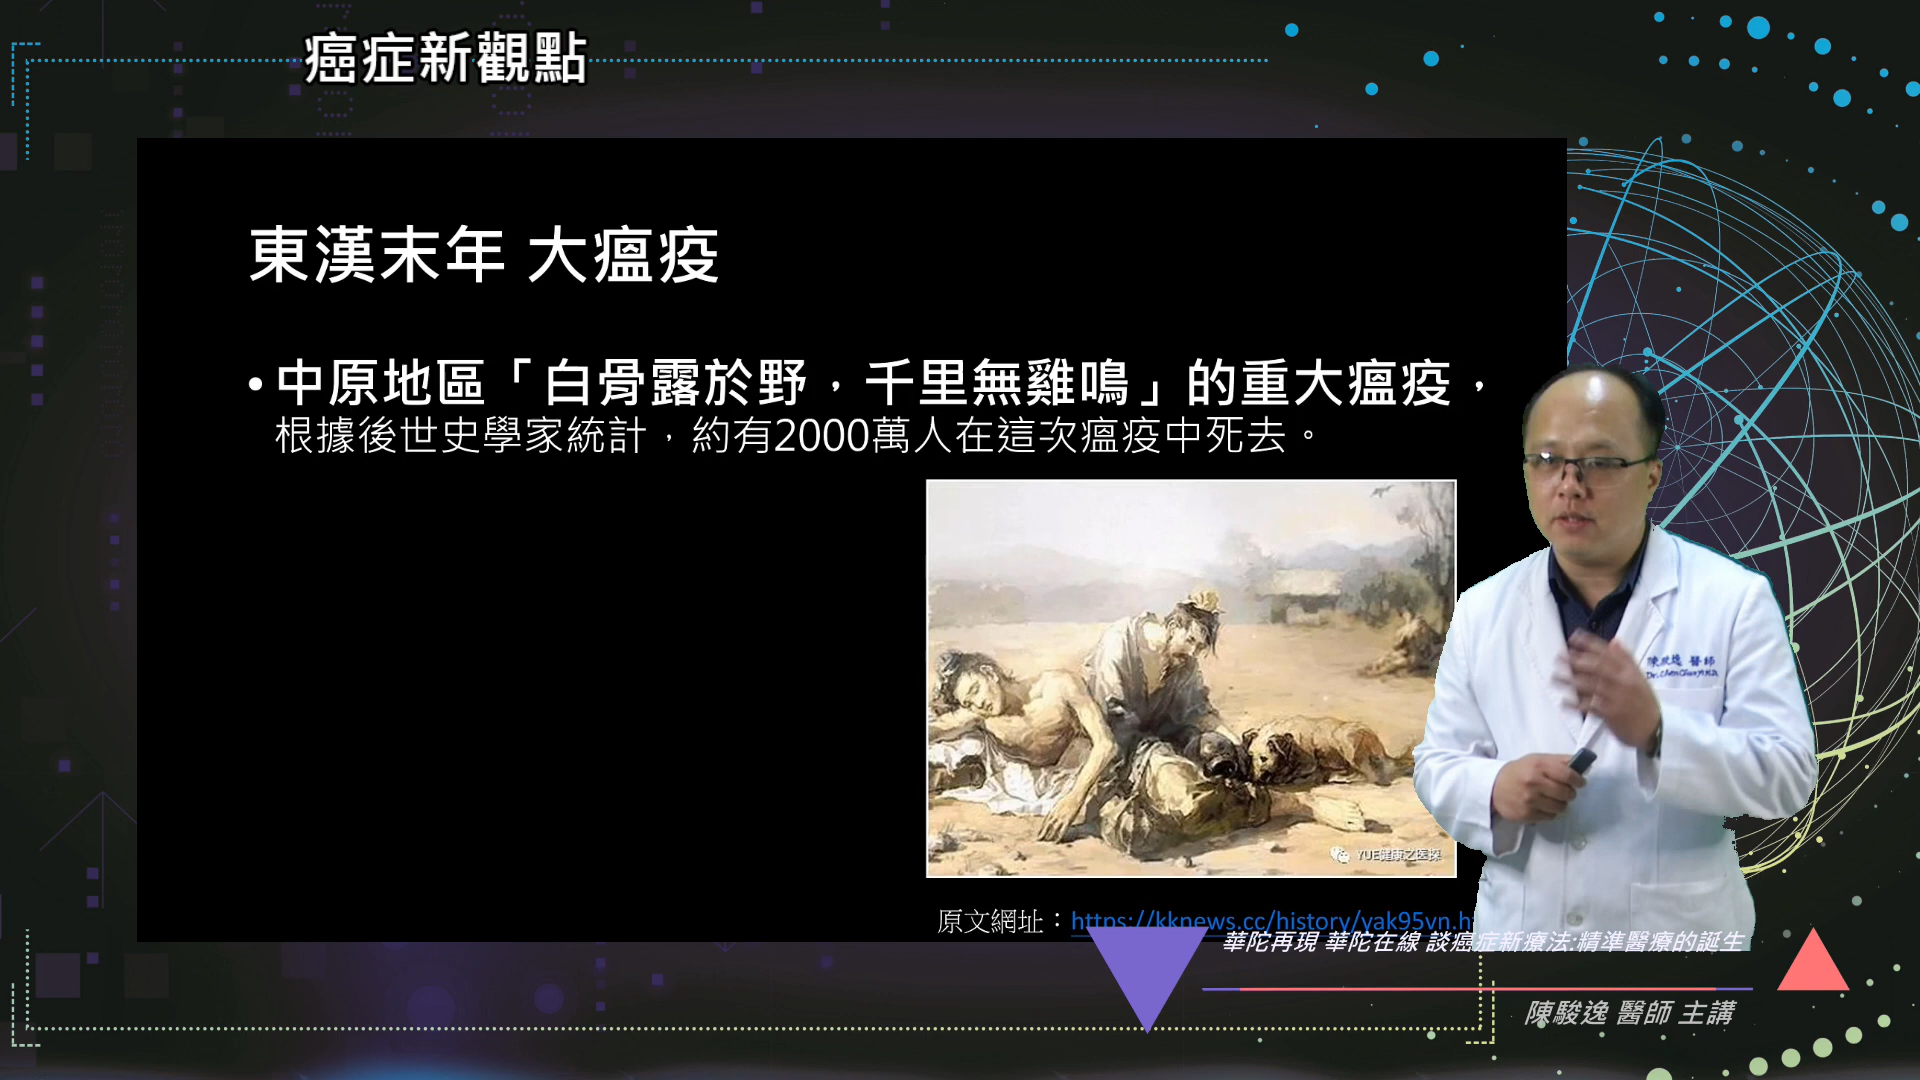 癌症新觀點
東漢末年 大瘟疫
•中原地區「白骨露於野，千里無雞鳴」的重大瘟疫，
根據後世史學家統計，約有2000萬人在這次瘟疫中死去。
YUE健康之医探
陳駿逸 醫師
原文網址：https://kknews.cc/history/yak95vn.h
華陀再現 華陀在線 談癌症新療法:精準醫療的誕生
陳駿逸 醫師 主講